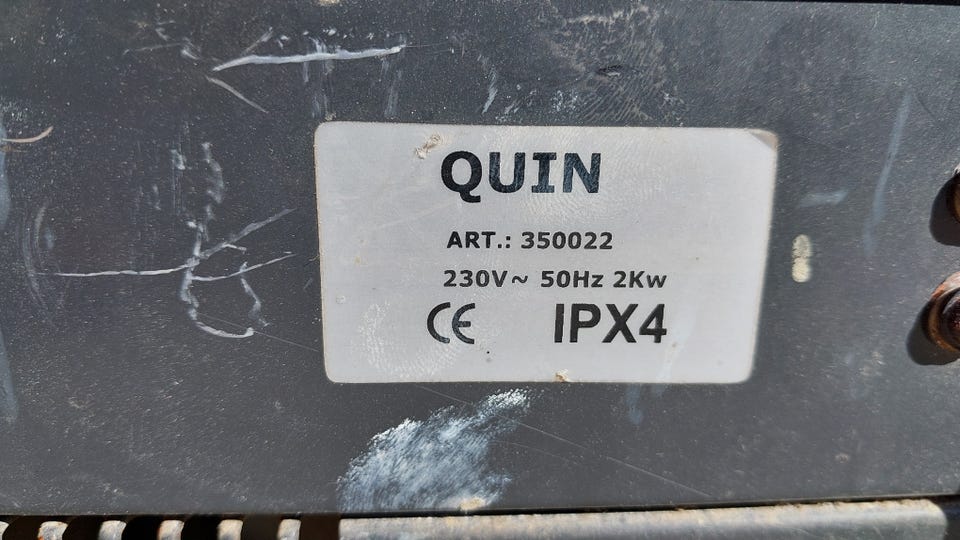 QUIN
ART.: 350022
230V~ 50Hz 2Kw
CE IPX4